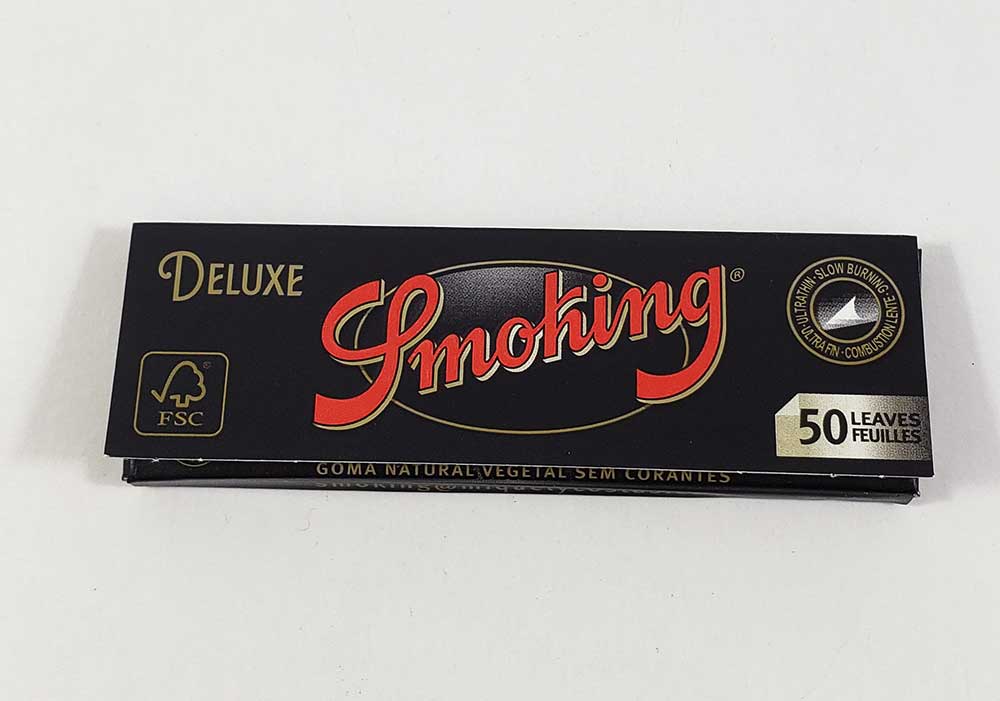 DELUXE
Smoking®
ULTRATHIN · SLOW BURNING ·
ULTRA FIN · COMBUSTION LENTE ·
FSC®
50 LEAVES
FEUILLES
GOMA NATURAL VEGETAL SEM CORANTES